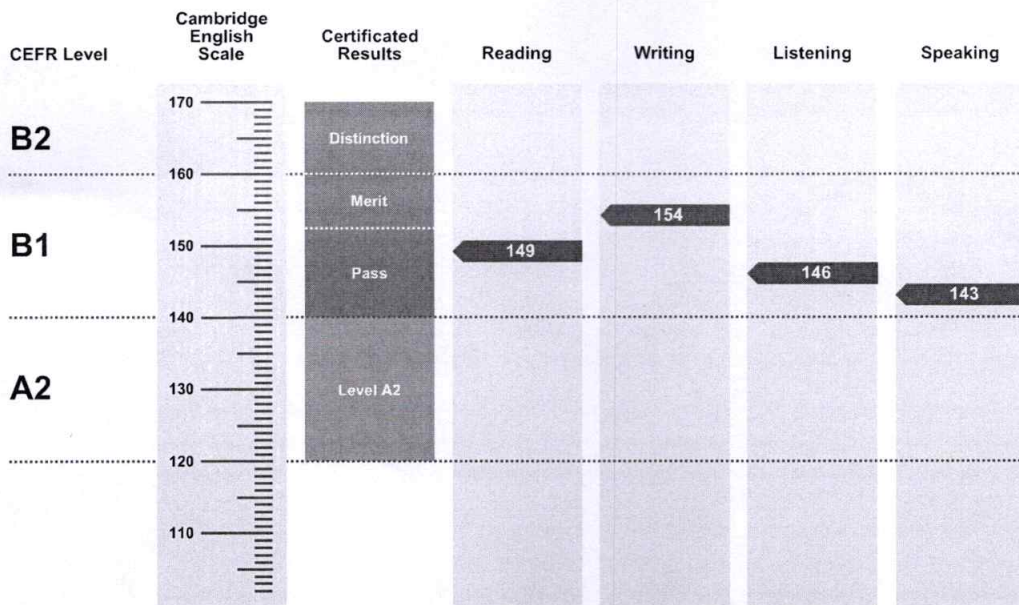 CEFR Level
Cambridge
English
Scale
Certificated
Results
Reading
Writing
Listening
Speaking
170
B2
Distinction
160
Merit
154
B1
150
149
Pass
146
143
140
A2
130
Level A2
120
110